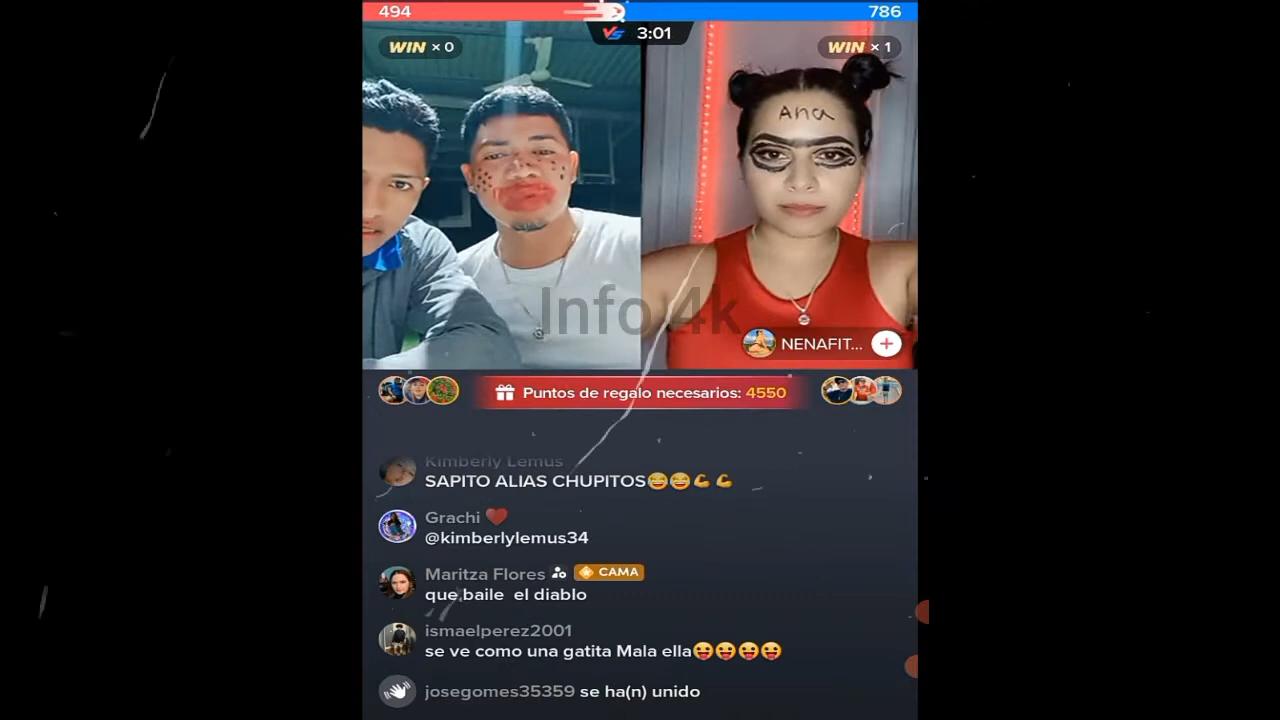 494
786
VS 3:01
WIN × 0
WIN × 1
Ana
Info 4k
NENAFIT...
Puntos de regalo necesarios: 4550
Kimberly Lemus
SAPITO ALIAS CHUPITOS😂😂💪💪
Grachi ❤️
@kimberlylemus34
Maritza Flores CAMA
que baile el diablo
ismaelperez2001
se ve como una gatita Mala ella😜😜😜😜
josegomes35359 se ha(n) unido